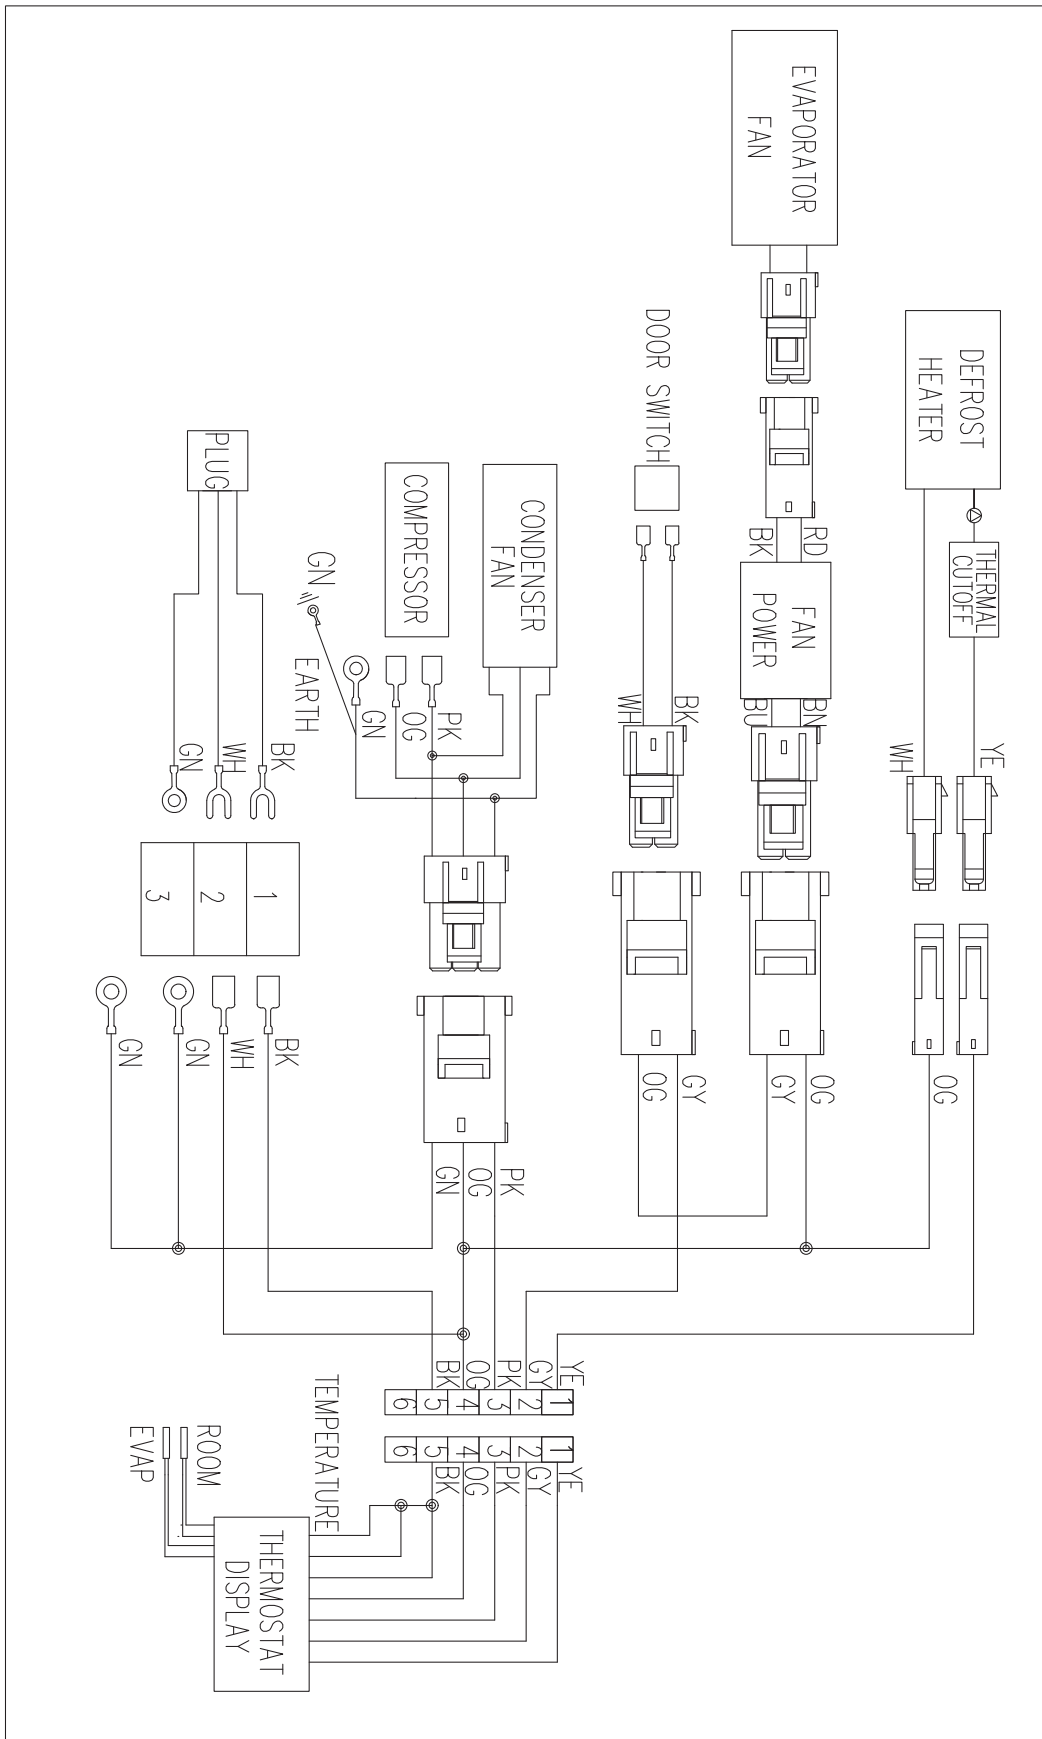 EVAPORATOR
FAN
DEFROST
HEATER
DOOR SWITCH
PLUG
COMPRESSOR
CONDENSER
FAN
RD
BK
THERMAL
CUTOFF
FAN
POWER
GN
EARTH
GN
OG
PK
WH
BK
BU
BN
WH
YE
GN
WH
BK
3
2
1
GN
GN
WH
BK
OG
GY
GY
OG
OG
GN
OG
PK
BK
OG
PK
GY
YE
6
5
4
3
2
1
6
5
4
3
2
1
BK
OG
PK
GY
YE
TEMPERATURE
EVAP
ROOM
THERMOSTAT
DISPLAY